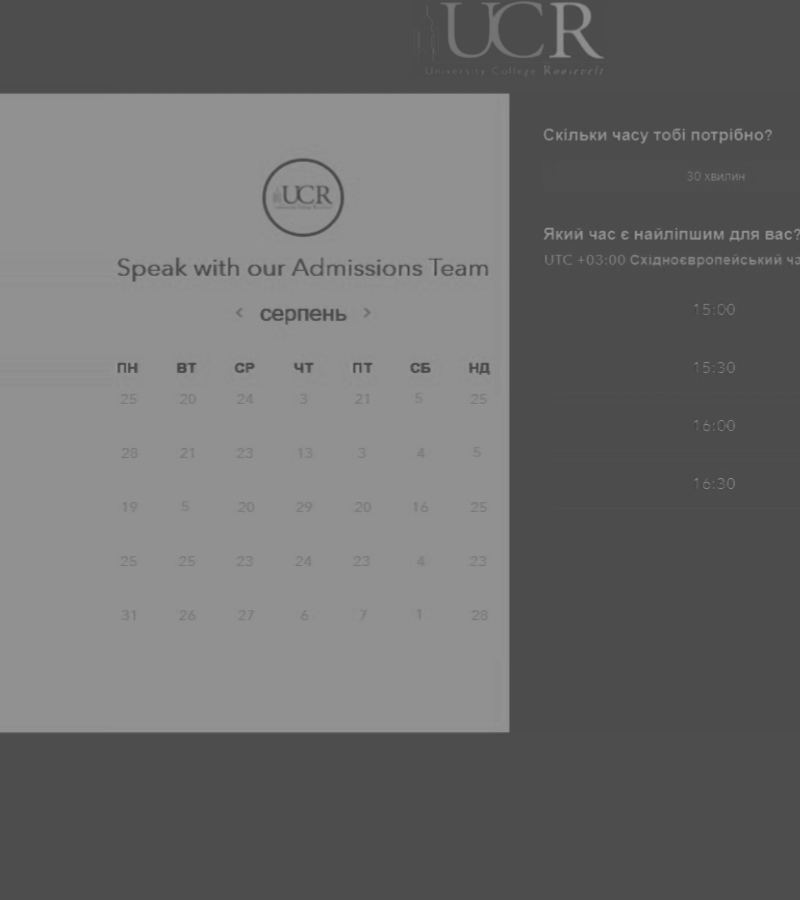 UCR
University College Roosevelt
UCR
Speak with our Admissions Team
< серпень >
ПН ВТ СР ЧТ ПТ СБ НД
25 20 24 3 21 5 25
28 21 23 13 3 4 5
19 5 20 29 20 16 25
25 25 23 24 23 4 23
31 26 27 6 7 1 28
Скільки часу тобі потрібно?
30 хвилин
Який час є найліпшим для вас?
UTC +03:00 Східноєвропейський ча
15:00
15:30
16:00
16:30